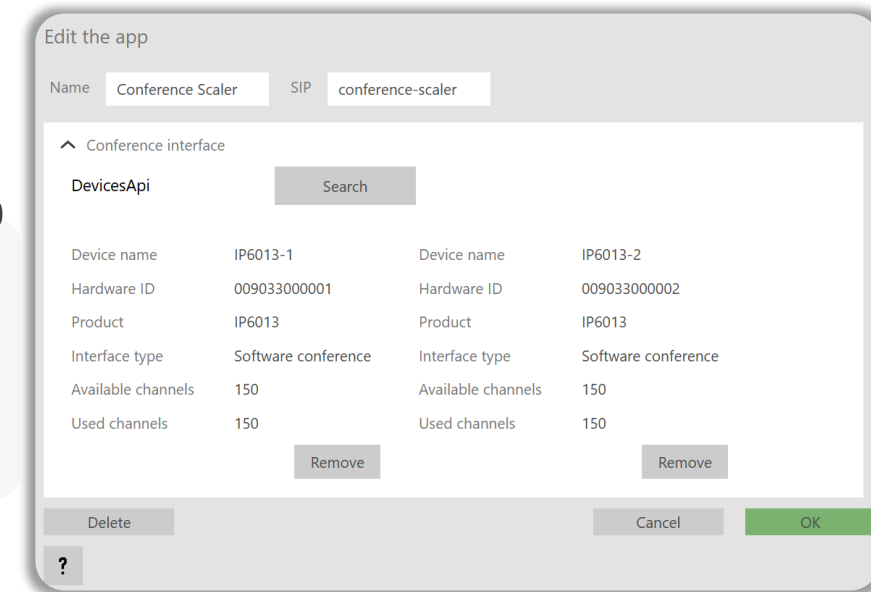 Edit the app
Name Conference Scaler SIP conference-scaler
Conference interface
DevicesApi Search
Device name IP6013-1 Device name IP6013-2
Hardware ID 009033000001 Hardware ID 009033000002
Product IP6013 Product IP6013
Interface type Software conference Interface type Software conference
Available channels 150 Available channels 150
Used channels 150 Used channels 150
Remove Remove
Delete Cancel OK
?